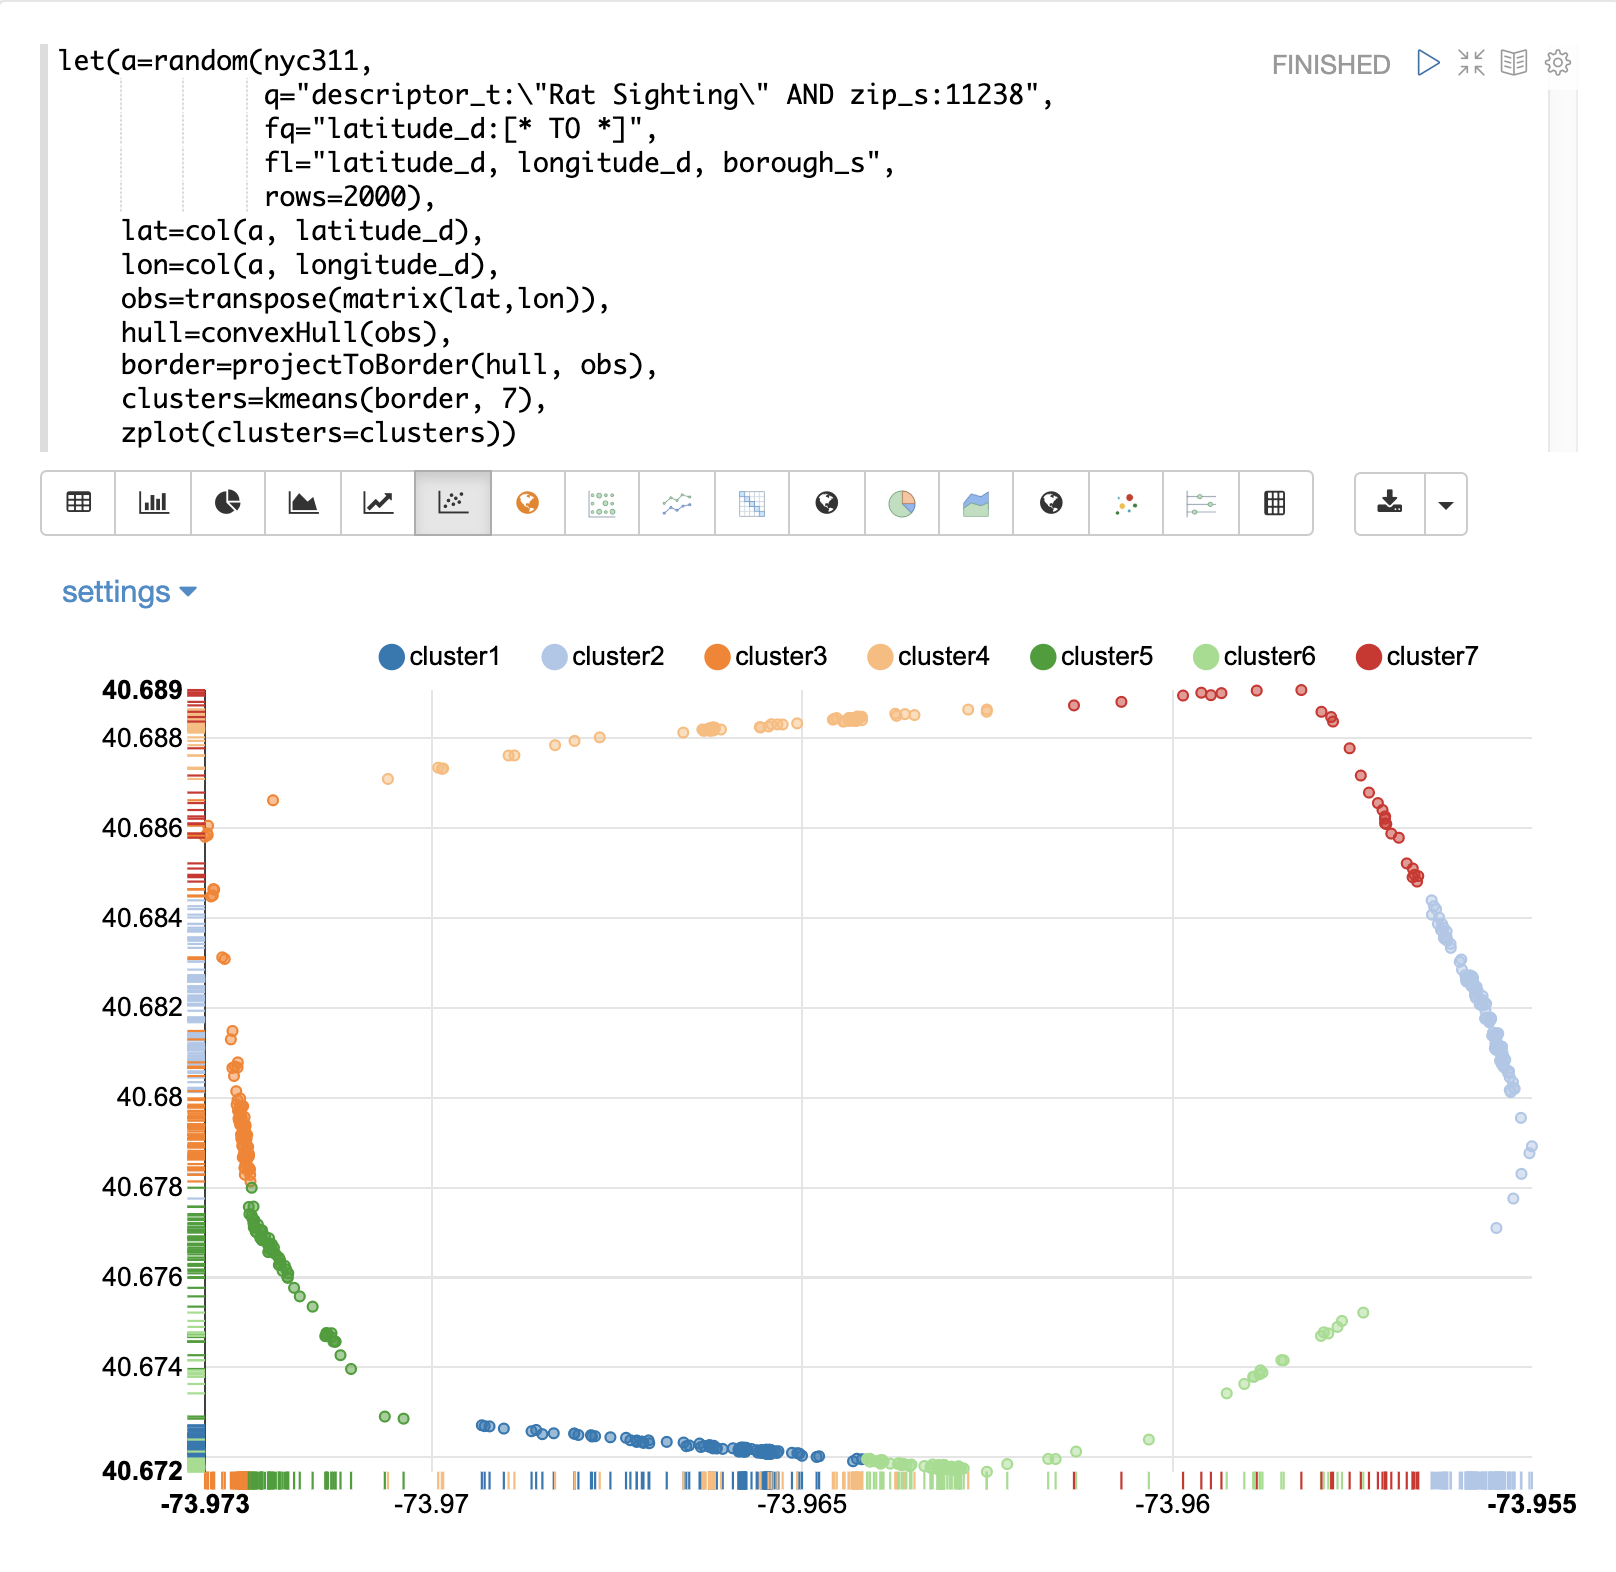 let(a=random(nyc311,
q="descriptor_t:\"Rat Sighting\" AND zip_s:11238",
fq="latitude_d:[* TO *]",
fl="latitude_d, longitude_d, borough_s",
rows=2000),
lat=col(a, latitude_d),
lon=col(a, longitude_d),
obs=transpose(matrix(lat,lon)),
hull=convexHull(obs),
border=projectToBorder(hull, obs),
clusters=kmeans(border, 7),
zplot(clusters=clusters))
FINISHED
settings
cluster1 cluster2 cluster3 cluster4 cluster5 cluster6 cluster7
40.689
40.688
40.686
40.684
40.682
40.68
40.678
40.676
40.674
40.672
-73.973 -73.97 -73.965 -73.96 -73.955